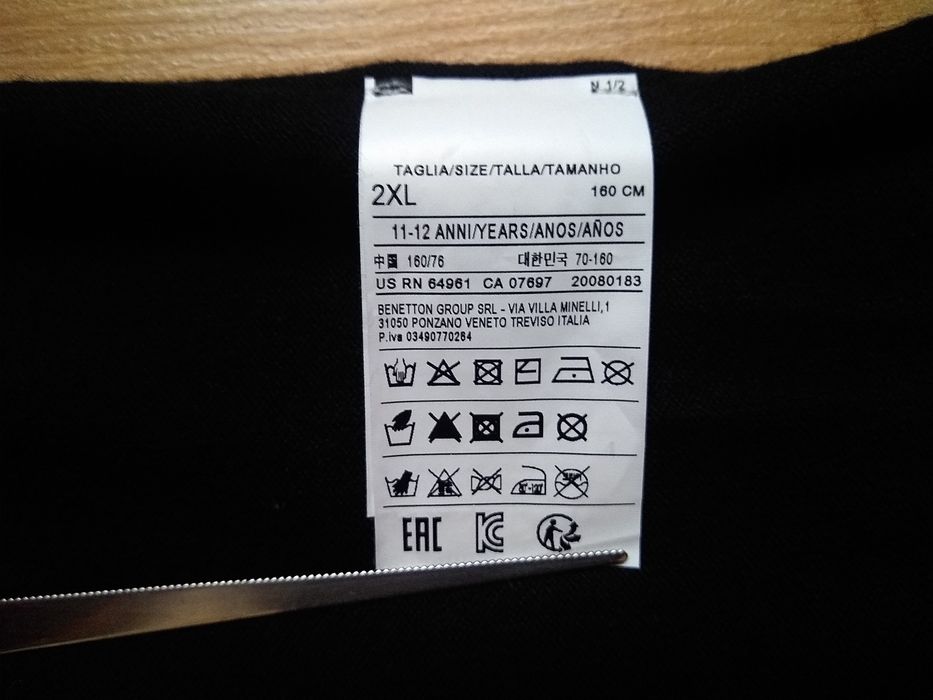 N 1/2
TAGLIA/SIZE/TALLA/TAMANHO
2XL 160 CM
11-12 ANNI/YEARS/ANOS/AÑOS
中国 160/76 대한민국 70-160
US RN 64961 CA 07697 20080183
BENETTON GROUP SRL - VIA VILLA MINELLI,1
31050 PONZANO VENETO TREVISO ITALIA
P.iva 03490770264
EAC